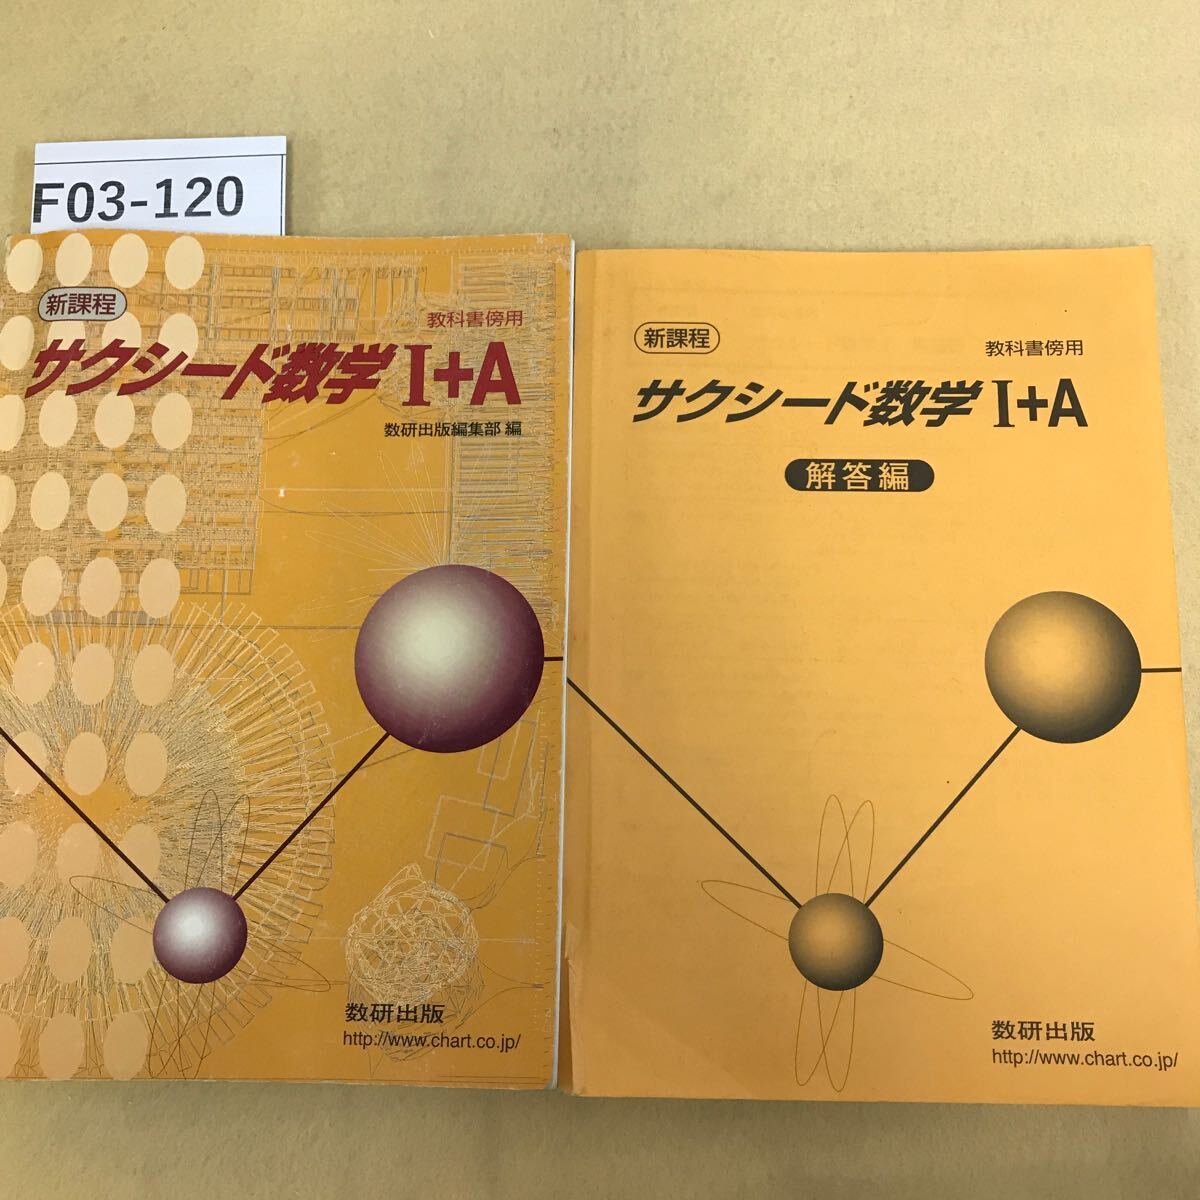 F03-120
新課程
教科書傍用
サクシード数学Ⅰ+A
数研出版編集部 編
数研出版
http://www.chart.co.jp/
新課程
教科書傍用
サクシード数学Ⅰ+A
解答編
数研出版
http://www.chart.co.jp/